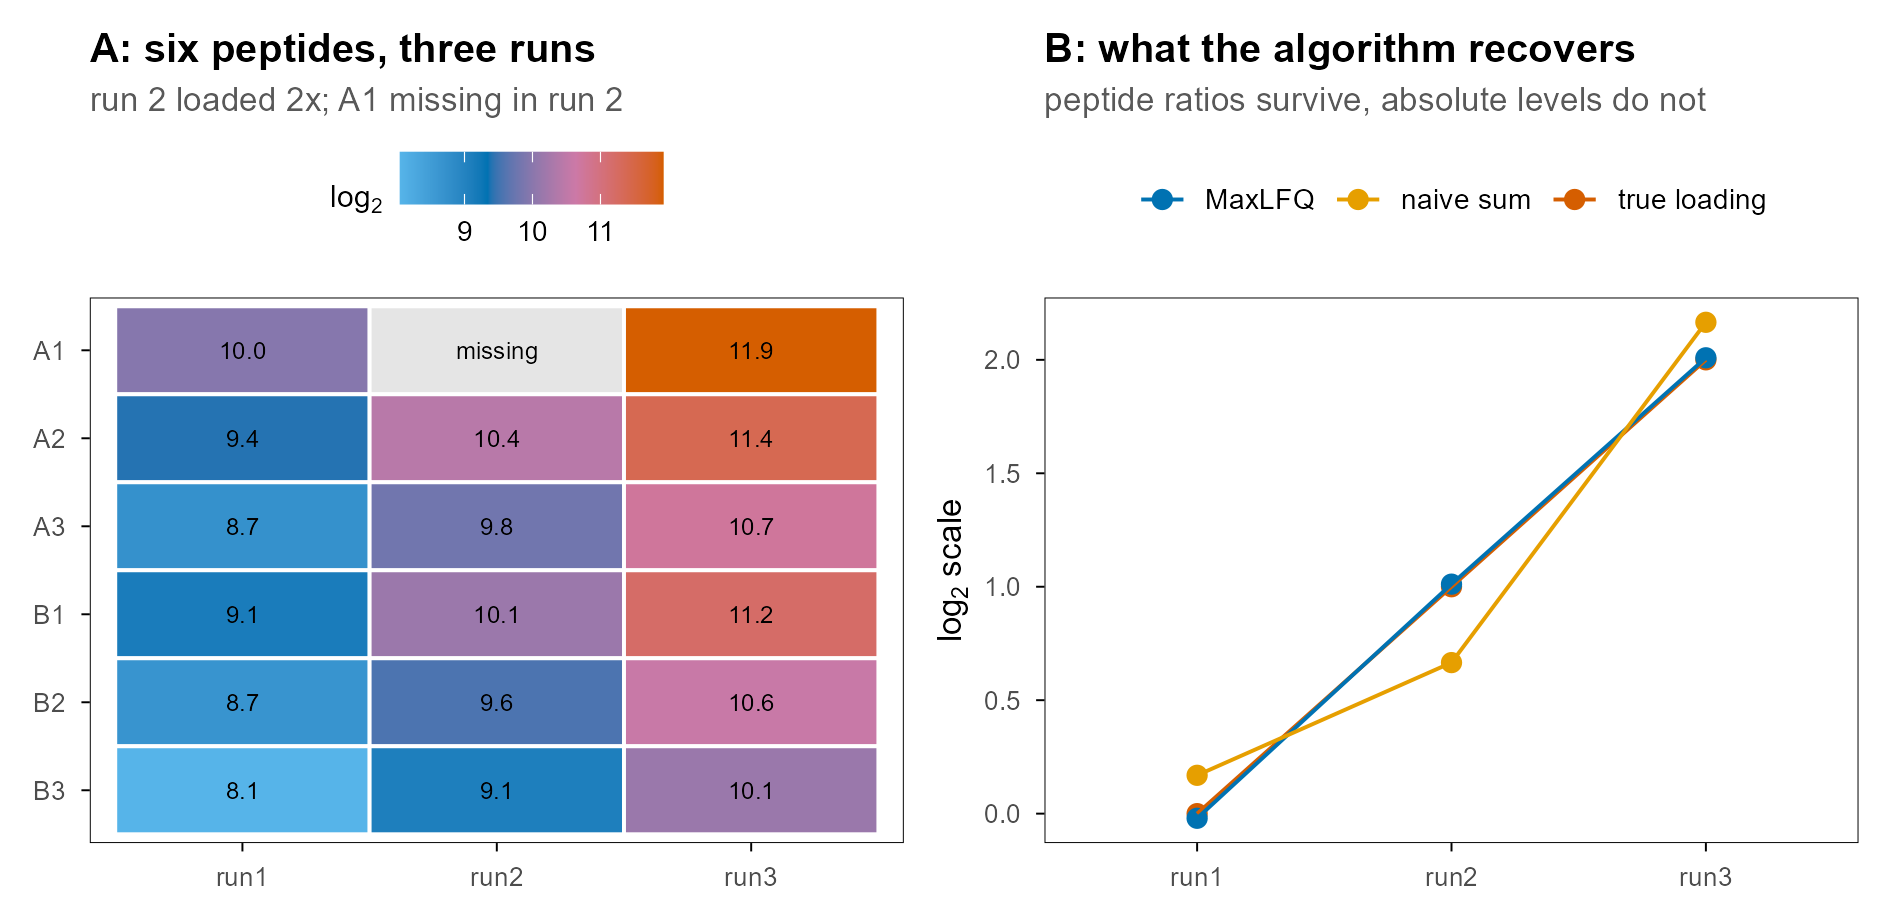 A: six peptides, three runs
run 2 loaded 2x; A1 missing in run 2
log2
9 10 11
A1 10.0 missing 11.9
A2 9.4 10.4 11.4
A3 8.7 9.8 10.7
B1 9.1 10.1 11.2
B2 8.7 9.6 10.6
B3 8.1 9.1 10.1
run1 run2 run3
B: what the algorithm recovers
peptide ratios survive, absolute levels do not
MaxLFQ naive sum true loading
log2 scale
2.0
1.5
1.0
0.5
0.0
run1 run2 run3